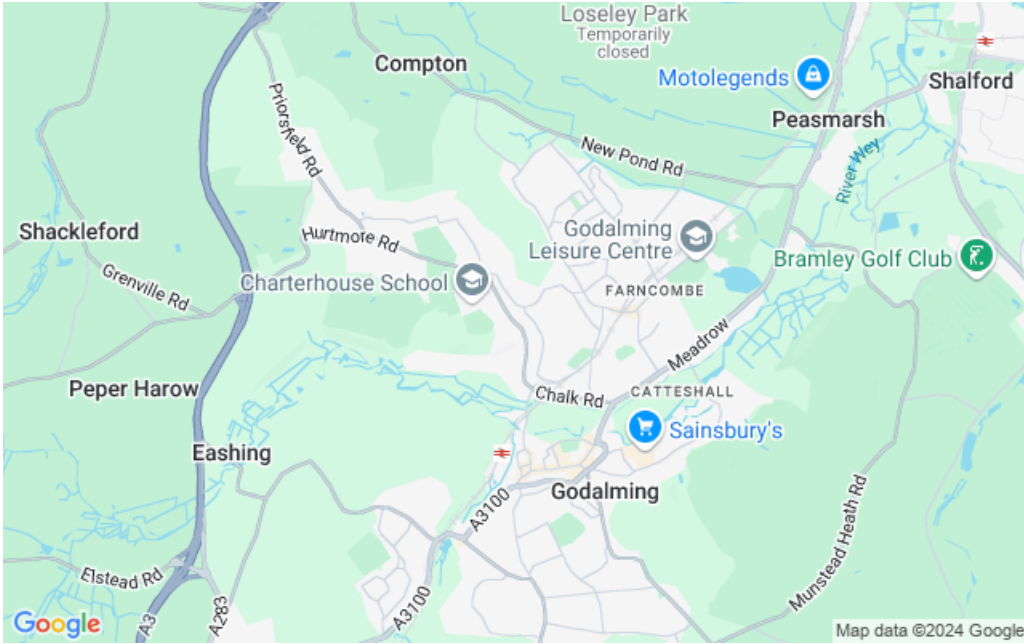 Loseley Park
Temporarily
closed
Compton
Motolegends
Shalford
Priorsfield Rd
Peasmarsh
New Pond Rd
River Wey
Shackleford
Hurtmore Rd
Godalming
Leisure Centre
Bramley Golf Club
Grenville Rd
Charterhouse School
FARNCOMBE
Meadrow
Peper Harow
Chalk Rd
CATTESHALL
Sainsbury's
Eashing
Godalming
A3100
Munstead Heath Rd
Elstead Rd
A3100
A283
A3
Google
Map data ©2024 Google